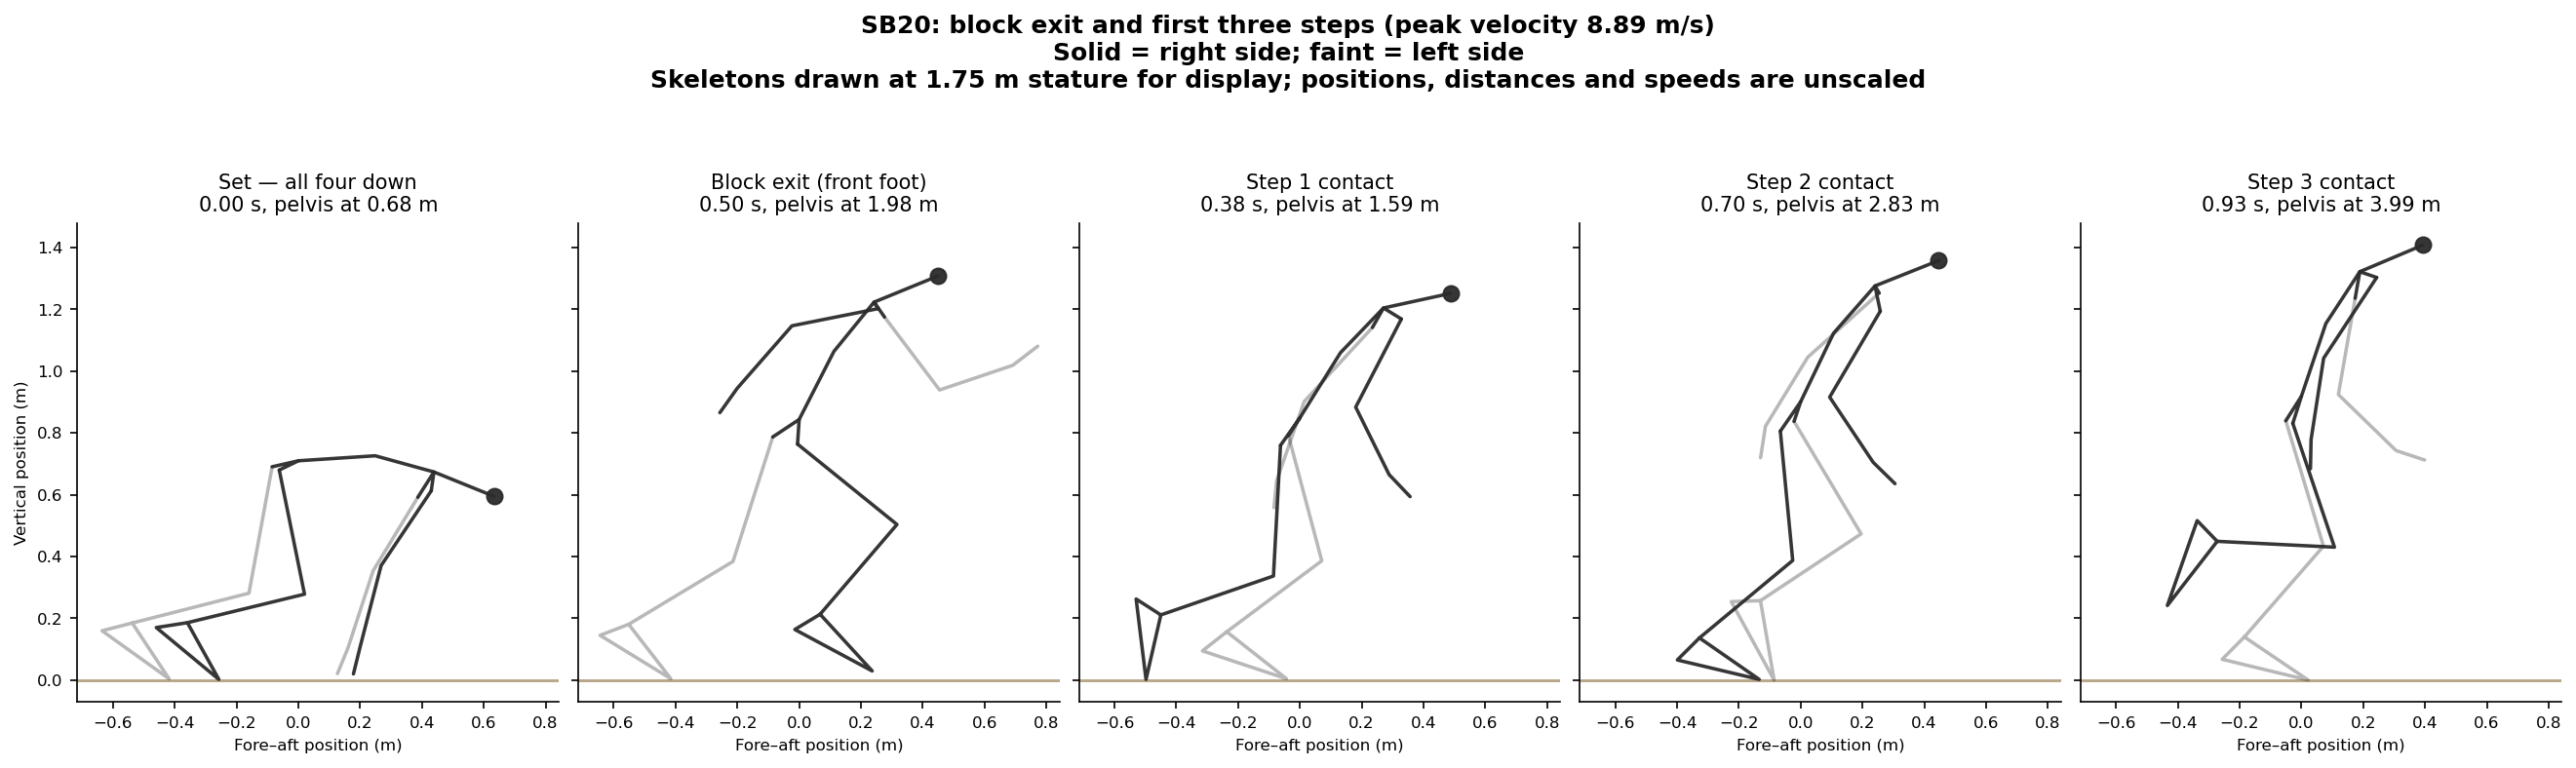 SB20: block exit and first three steps (peak velocity 8.89 m/s)
Solid = right side; faint = left side
Skeletons drawn at 1.75 m stature for display; positions, distances and speeds are unscaled
Set — all four down
0.00 s, pelvis at 0.68 m
Block exit (front foot)
0.50 s, pelvis at 1.98 m
Step 1 contact
0.38 s, pelvis at 1.59 m
Step 2 contact
0.70 s, pelvis at 2.83 m
Step 3 contact
0.93 s, pelvis at 3.99 m
Vertical position (m)
1.4
1.2
1.0
0.8
0.6
0.4
0.2
0.0
−0.6 −0.4 −0.2 0.0 0.2 0.4 0.6 0.8
Fore–aft position (m)
−0.6 −0.4 −0.2 0.0 0.2 0.4 0.6 0.8
Fore–aft position (m)
−0.6 −0.4 −0.2 0.0 0.2 0.4 0.6 0.8
Fore–aft position (m)
−0.6 −0.4 −0.2 0.0 0.2 0.4 0.6 0.8
Fore–aft position (m)
−0.6 −0.4 −0.2 0.0 0.2 0.4 0.6 0.8
Fore–aft position (m)